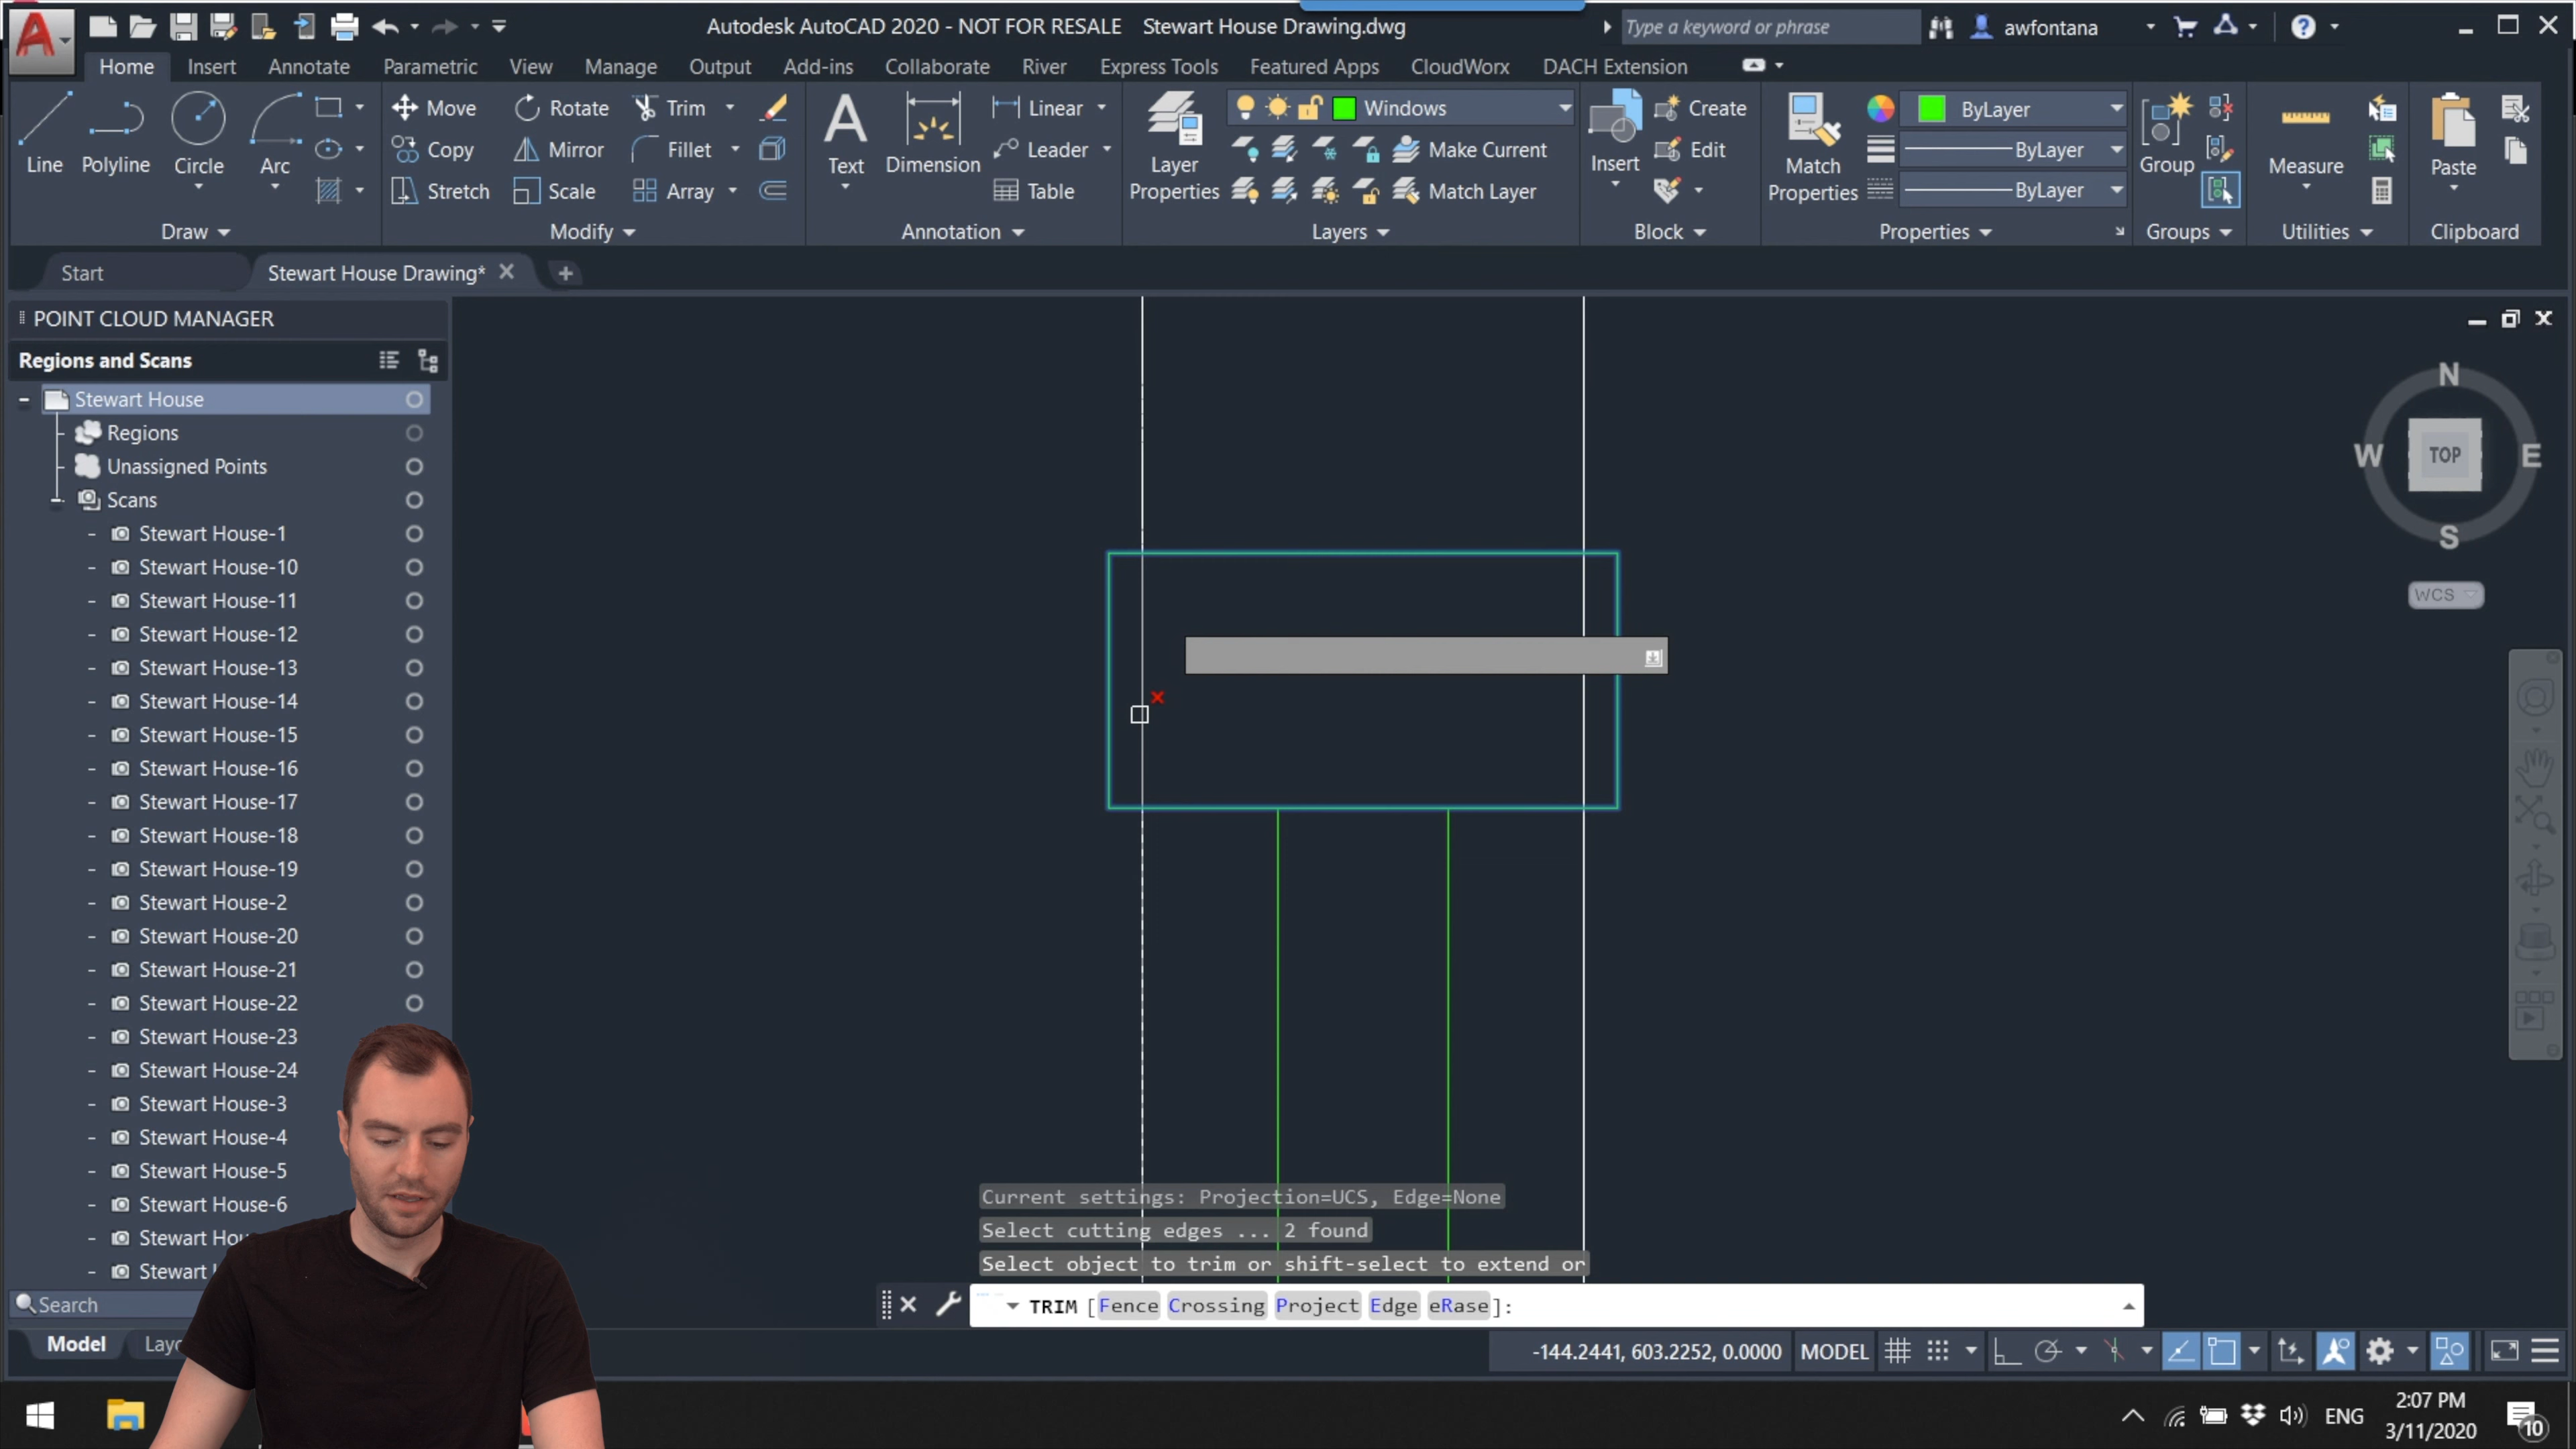 Autodesk AutoCAD 2020 - NOT FOR RESALE Stewart House Drawing.dwg
Type a keyword or phrase
awfontana
Home Insert Annotate Parametric View Manage Output Add-ins Collaborate River Express Tools Featured Apps CloudWorx DACH Extension
Line Polyline Circle Arc
Move Rotate Trim
Copy Mirror Fillet
Stretch Scale Array
Text Dimension
Linear
Leader
Table
Layer Properties
Windows
Make Current
Match Layer
Insert
Create
Edit
Match Properties
ByLayer
ByLayer
ByLayer
Group
Measure
Paste
Draw Modify Annotation Layers Block Properties Groups Utilities Clipboard
Start Stewart House Drawing*
POINT CLOUD MANAGER
Regions and Scans
Stewart House
Regions
Unassigned Points
Scans
Stewart House-1
Stewart House-10
Stewart House-11
Stewart House-12
Stewart House-13
Stewart House-14
Stewart House-15
Stewart House-16
Stewart House-17
Stewart House-18
Stewart House-19
Stewart House-2
Stewart House-20
Stewart House-21
Stewart House-22
Stewart House-23
Stewart House-24
Stewart House-3
Stewart House-4
Stewart House-5
Stewart House-6
Stewart
Stewart
Search
N
W TOP E
S
WCS
Current settings: Projection=UCS, Edge=None
Select cutting edges ... 2 found
Select object to trim or shift-select to extend or
TRIM [Fence Crossing Project Edge eRase]:
Model
-144.2441, 603.2252, 0.0000 MODEL
ENG
2:07 PM
3/11/2020
10